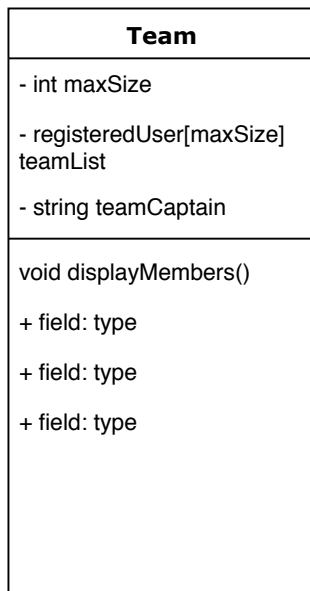 Team
- int maxSize
- registeredUser[maxSize]
teamList
- string teamCaptain
void displayMembers()
+ field: type
+ field: type
+ field: type